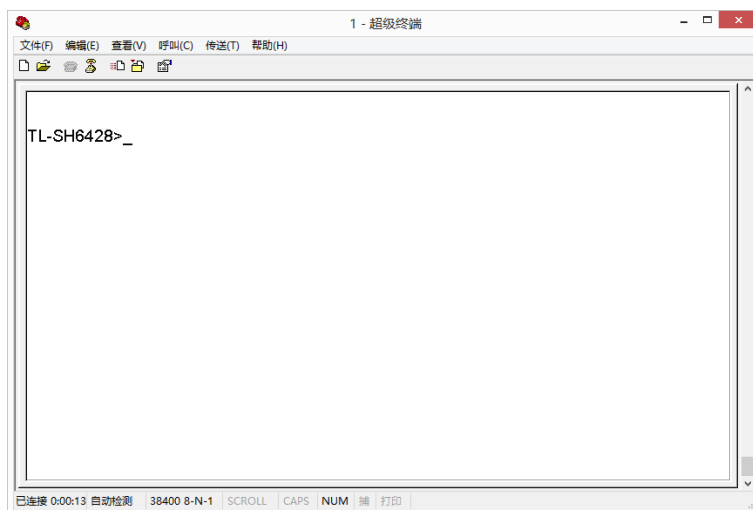 1 - 超级终端
文件(F) 编辑(E) 查看(V) 呼叫(C) 传送(T) 帮助(H)
TL-SH6428>_
已连接 0:00:13 自动检测 38400 8-N-1 SCROLL CAPS NUM 捕 打印